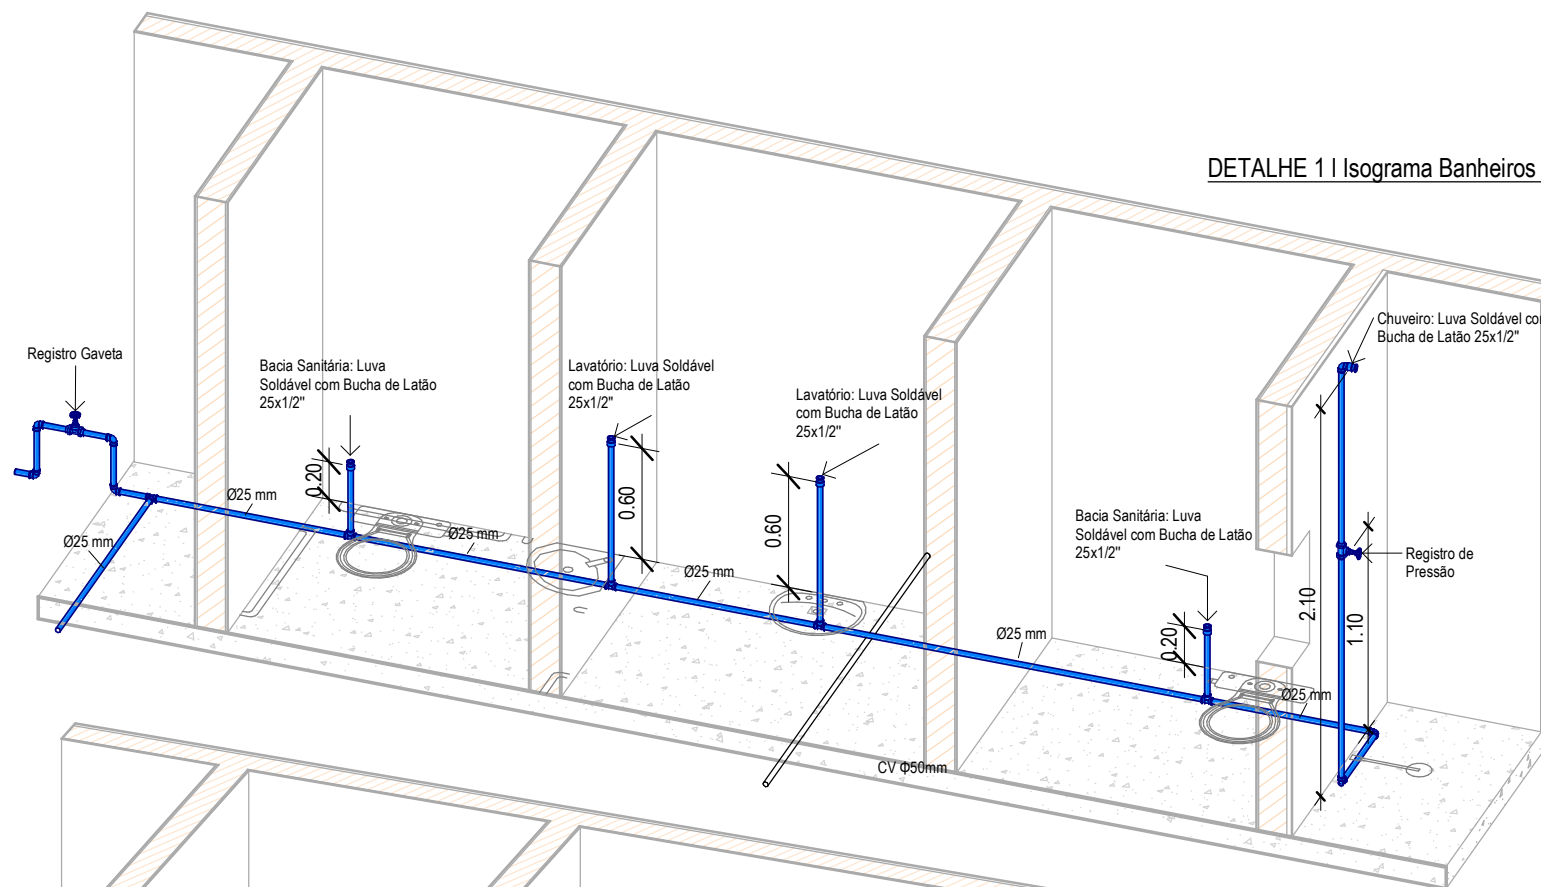 DETALHE 1 I Isograma Banheiros
Registro Gaveta
Bacia Sanitária: Luva
Soldável com Bucha de Latão
25x1/2"
Lavatório: Luva Soldável
com Bucha de Latão
25x1/2"
Lavatório: Luva Soldável
com Bucha de Latão
25x1/2"
Chuveiro: Luva Soldável co
Bucha de Latão 25x1/2"
0.20
0.60
0.60
Ø25 mm
Ø25 mm
Ø25 mm
Ø25 mm
Bacia Sanitária: Luva
Soldável com Bucha de Latão
25x1/2"
Registro de
Pressão
2.10
1.10
0.20
Ø25 mm
Ø25 mm
CV Φ50mm